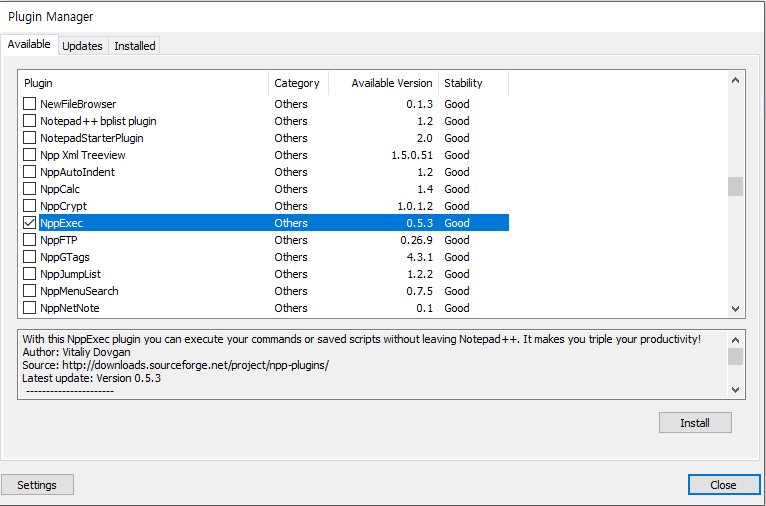 Plugin Manager
Available Updates Installed
Plugin Category Available Version Stability
NewFileBrowser Others 0.1.3 Good
Notepad++ bplist plugin Others 1.2 Good
NotepadStarterPlugin Others 2.0 Good
Npp Xml Treeview Others 1.5.0.51 Good
NppAutoIndent Others 1.2 Good
NppCalc Others 1.4 Good
NppCrypt Others 1.0.1.2 Good
NppExec Others 0.5.3 Good
NppFTP Others 0.26.9 Good
NppGTags Others 4.3.1 Good
NppJumpList Others 1.2.2 Good
NppMenuSearch Others 0.7.5 Good
NppNetNote Others 0.1 Good
With this NppExec plugin you can execute your commands or saved scripts without leaving Notepad++. It makes you triple your productivity!
Author: Vitaliy Dovgan
Source: http://downloads.sourceforge.net/project/npp-plugins/
Latest update: Version 0.5.3
----------------------
Install
Settings Close